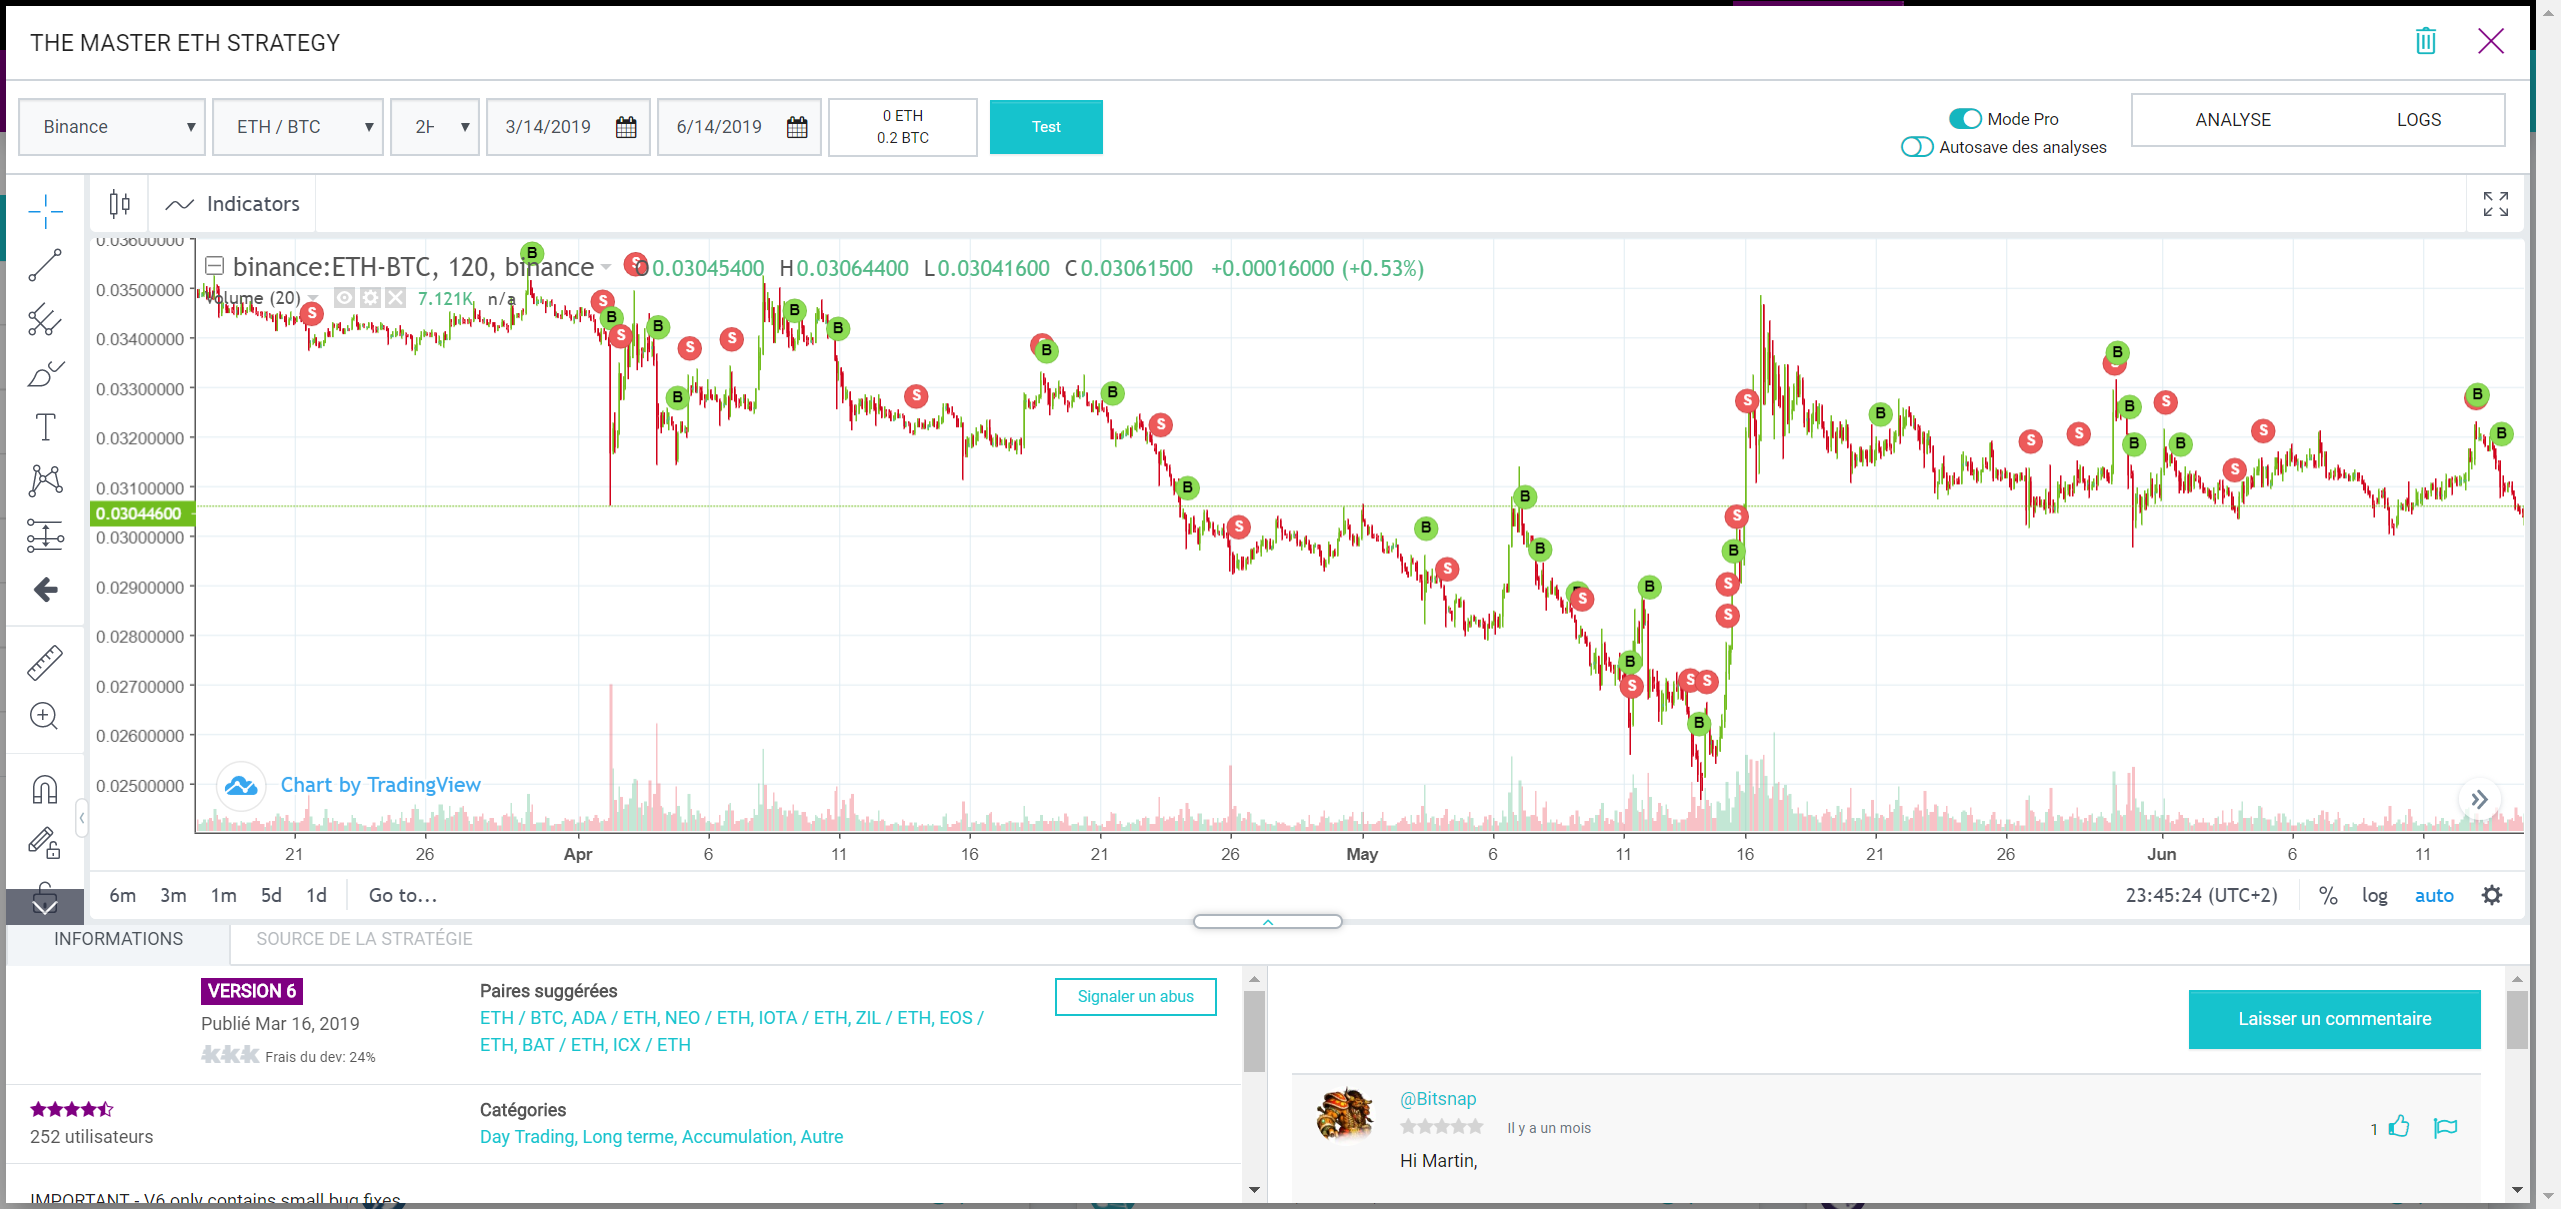 THE MASTER ETH STRATEGY
Binance ETH / BTC 3/14/2019 6/14/2019
0 ETH
0.2 BTC
Test
Mode Pro
Autosave des analyses
ANALYSE LOGS
Indicators
binance:ETH-BTC, 120, binance
0.03045400 H0.03064400 L0.03041600 C0.03061500 +0.00016000 (+0.53%)
Volume (20) 7.121K n/a
0.03600000
0.03500000
0.03400000
0.03300000
0.03200000
0.03100000
0.03044600
0.03000000
0.02900000
0.02800000
0.02700000
0.02600000
0.02500000
Chart by TradingView
21 26 Apr 6 11 16 21 26 May 6 11 16 21 26 Jun 6 11
6m 3m 1m 5d 1d Go to...
23:45:24 (UTC+2) % log auto
INFORMATIONS SOURCE DE LA STRATÉGIE
VERSION 6
Publié Mar 16, 2019
Frais du dev: 24%
Paires suggérées
ETH / BTC, ADA / ETH, NEO / ETH, IOTA / ETH, ZIL / ETH, EOS /
ETH, BAT / ETH, ICX / ETH
Signaler un abus
252 utilisateurs
Catégories
Day Trading, Long terme, Accumulation, Autre
IMPORTANT - V6 only contains small bug fixes
Laisser un commentaire
@Bitsnap
Il y a un mois
1
Hi Martin,